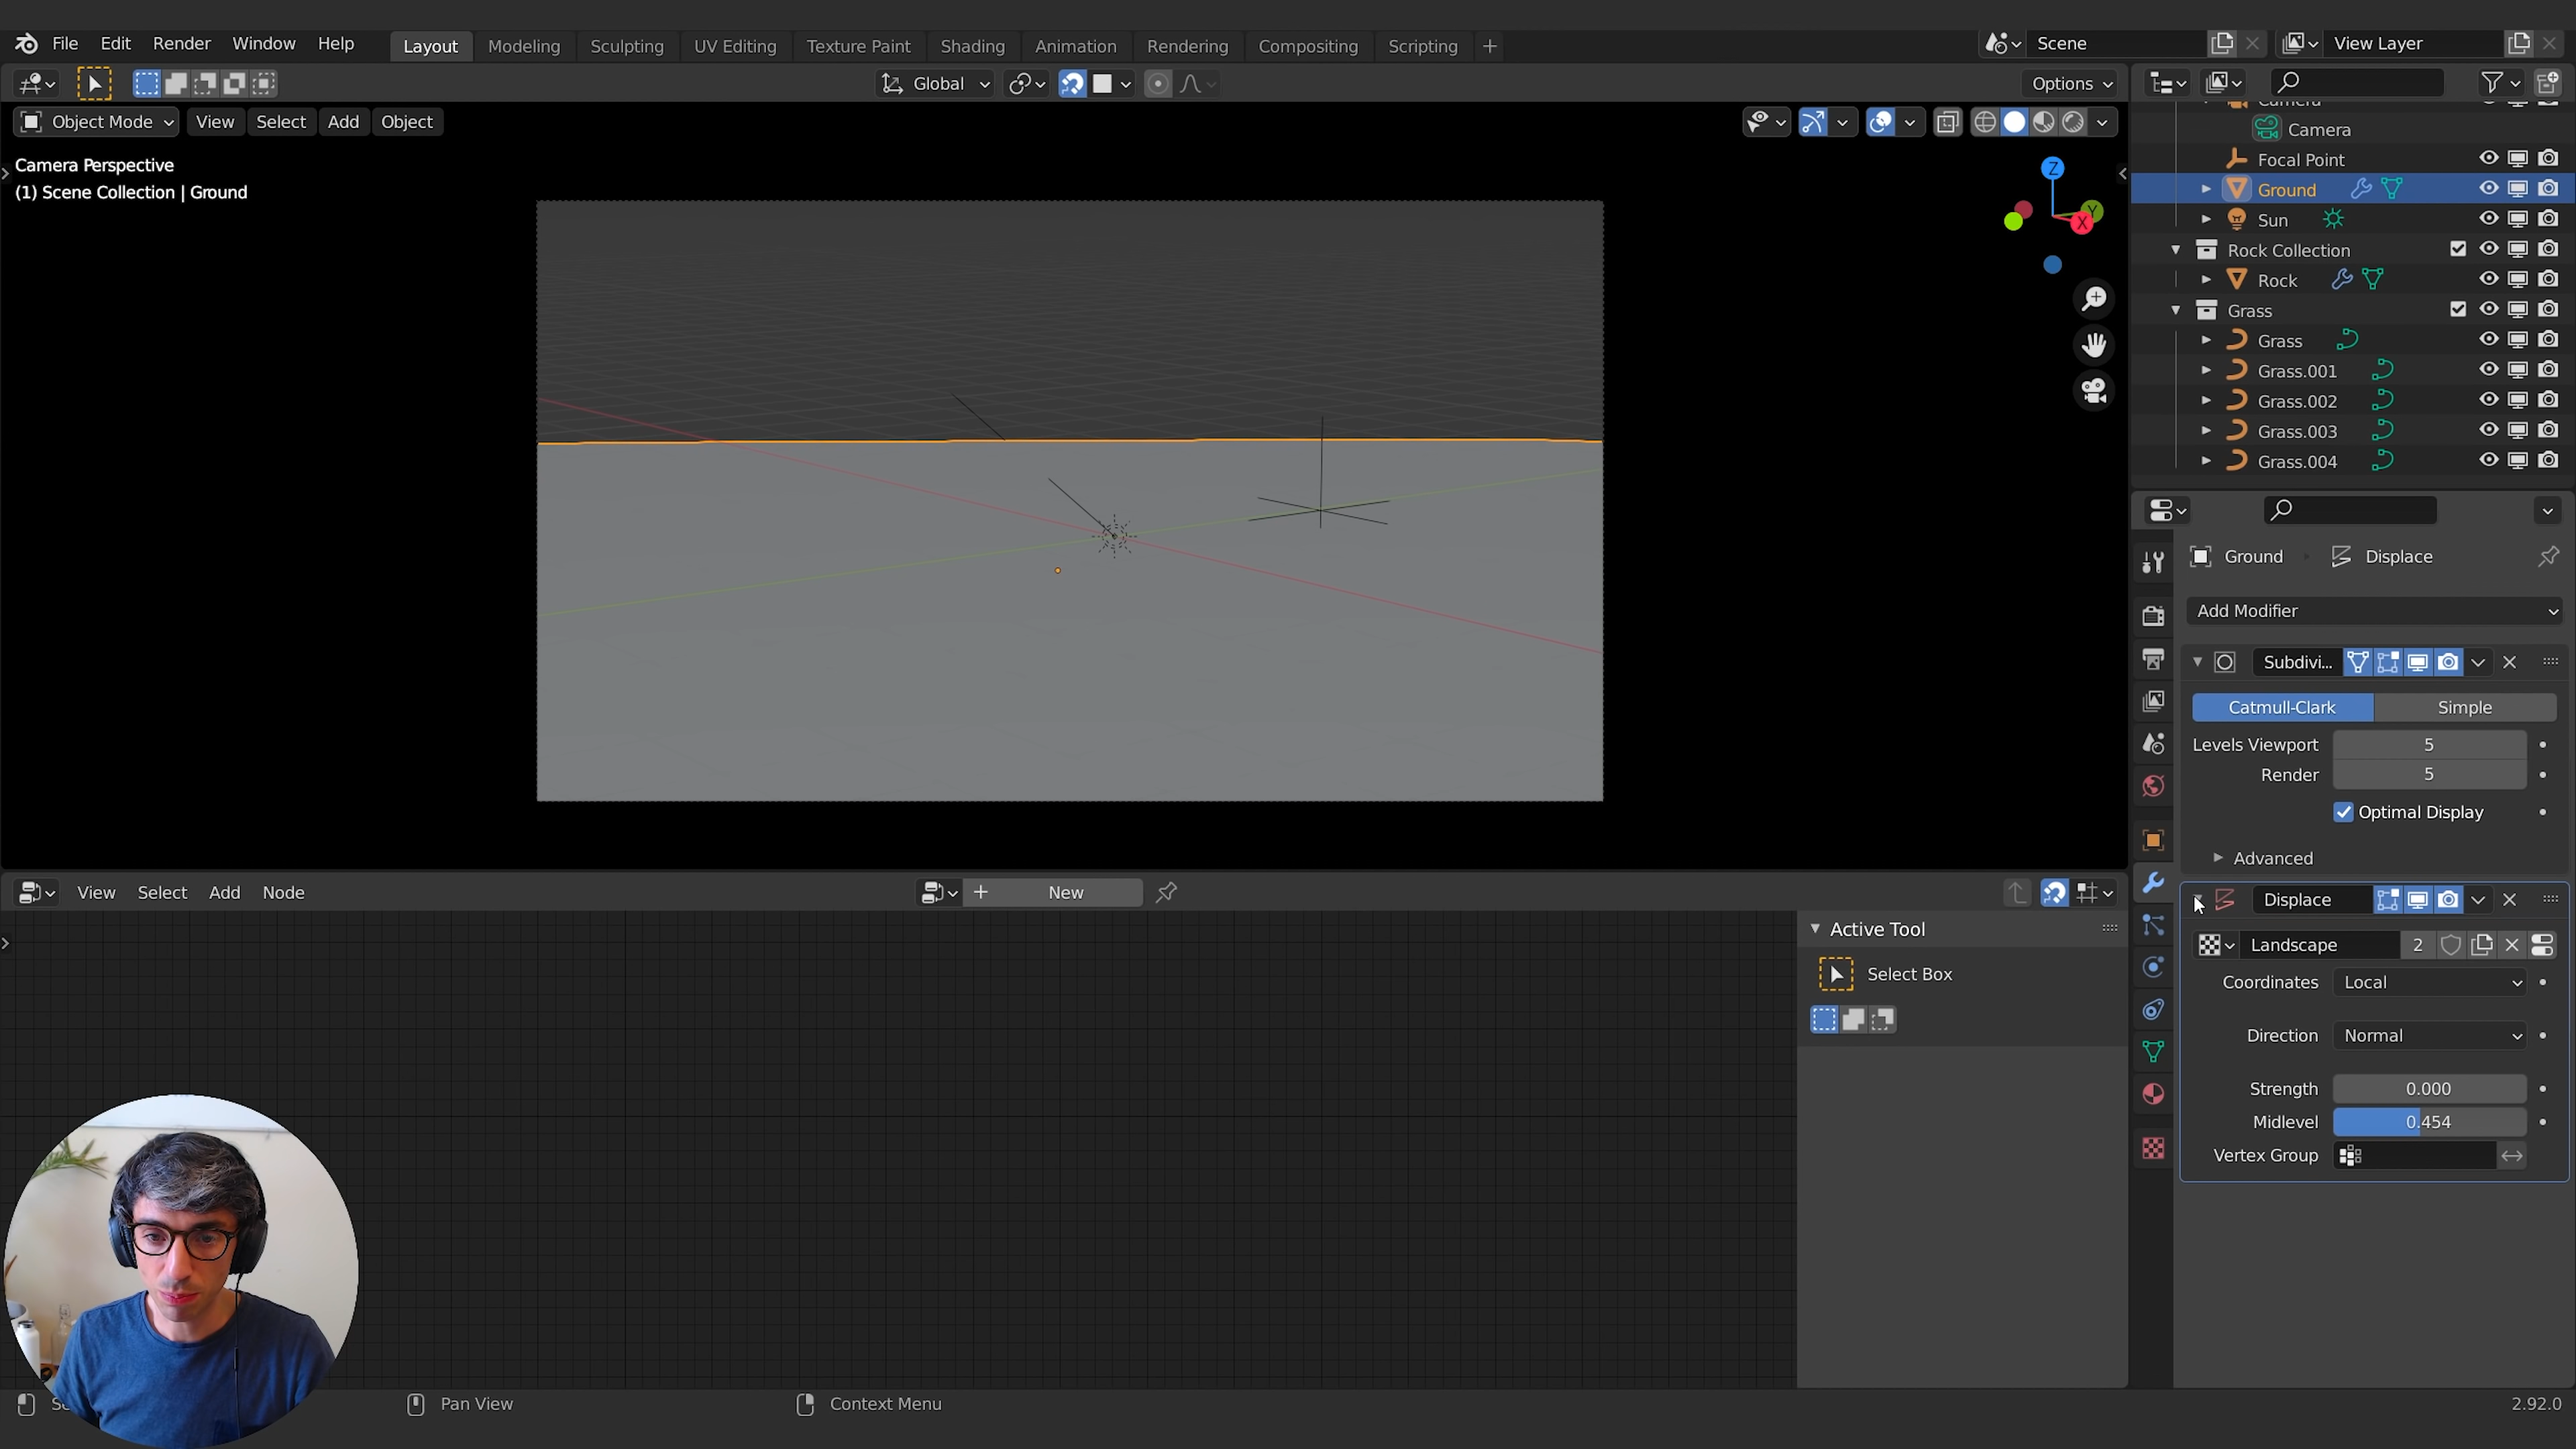 File Edit Render Window Help Layout Modeling Sculpting UV Editing Texture Paint Shading Animation Rendering Compositing Scripting + Scene View Layer
Global Options
Object Mode View Select Add Object
Camera Perspective
(1) Scene Collection | Ground
Z
Y
X
Camera
Camera
Focal Point
Ground
Sun
Rock Collection
Rock
Grass
Grass
Grass.001
Grass.002
Grass.003
Grass.004
Ground Displace
Add Modifier
Subdivi...
Catmull-Clark Simple
Levels Viewport 5
Render 5
Optimal Display
Advanced
Displace
Landscape 2
Coordinates Local
Direction Normal
Strength 0.000
Midlevel 0.454
Vertex Group
View Select Add Node + New
Active Tool
Select Box
Pan View Context Menu 2.92.0